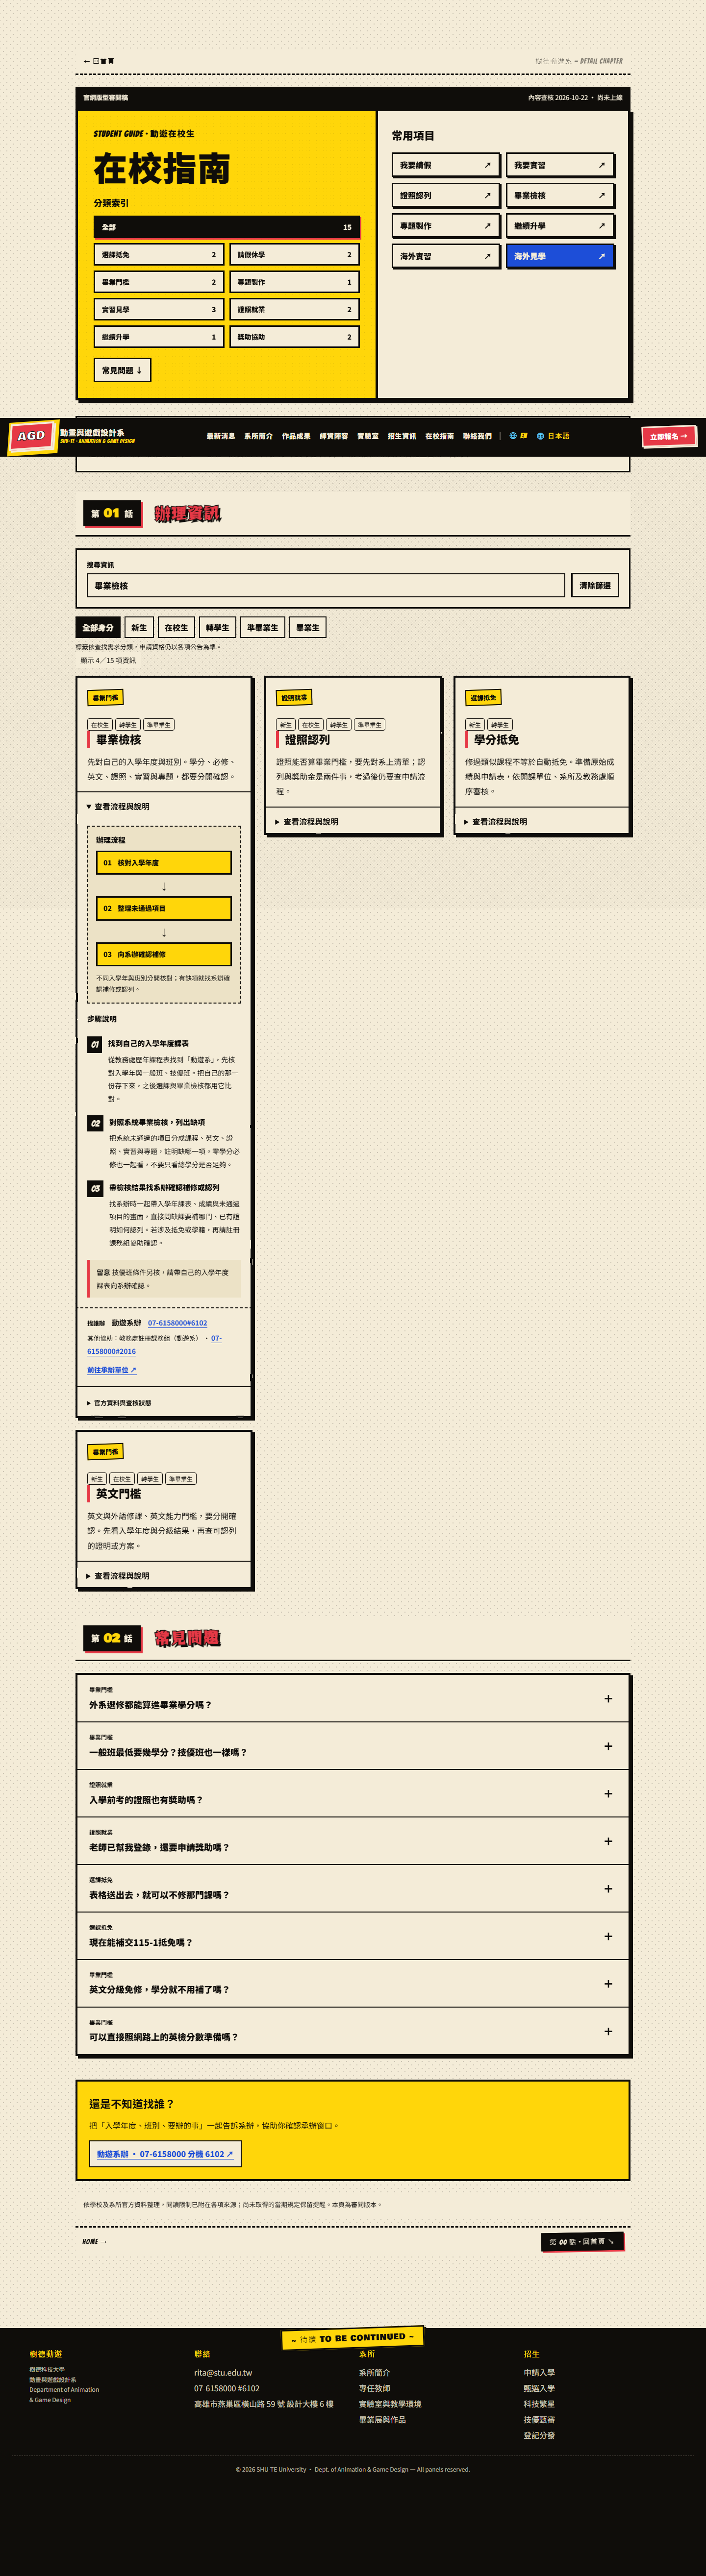 ← 回首頁
樹德動遊系 — DETAIL CHAPTER
官網版型審閱稿
內容查核 2026-10-22 · 尚未上線
STUDENT GUIDE · 動遊在校生
在校指南
分類索引
全部 15
選課抵免 2
請假休學 2
畢業門檻 2
專題製作 1
實習見學 3
證照就業 2
繼續升學 1
獎助協助 2
常見問題 ↓
常用項目
我要請假 ↗
我要實習 ↗
證照認列 ↗
畢業檢核 ↗
專題製作 ↗
繼續升學 ↗
海外實習 ↗
海外見學 ↗
AGD
動畫與遊戲設計系
SHU-TE · ANIMATION & GAME DESIGN
最新消息 系所簡介 作品成果 師資陣容 實驗室 招生資訊 在校指南 聯絡我們 | EN 日本語
立即報名 →
第 01 話
辦理資訊
搜尋資訊
畢業檢核
清除篩選
全部身分 新生 在校生 轉學生 準畢業生 畢業生
標籤依查找需求分類，申請資格仍以各項公告為準。
顯示 4／15 項資訊
畢業門檻
在校生 轉學生 準畢業生
畢業檢核
先對自己的入學年度與班別。學分、必修、
英文、證照、實習與專題，都要分開確認。
▼ 查看流程與說明
辦理流程
01 核對入學年度
↓
02 整理未通過項目
↓
03 向系辦確認補修
不同入學年與班別分開核對；有缺項就找系辦確
認補修或認列。
步驟說明
01 找到自己的入學年度課表
從教務處歷年課程表找到「動遊系」，先核
對入學年與一般班、技優班。把自己的那一
份存下來，之後選課與畢業檢核都用它比
對。
02 對照系統畢業檢核，列出缺項
把系統未通過的項目分成課程、英文、證
照、實習與專題，註明缺哪一項。零學分必
修也一起看，不要只看總學分是否足夠。
03 帶檢核結果找系辦確認補修或認列
找系辦時一起帶入學年課表、成績與未通過
項目的畫面，直接問缺課要補哪門、已有證
明如何認列。若涉及抵免或學籍，再請註冊
課務組協助確認。
留意 技優班條件另核，請帶自己的入學年度
課表向系辦確認。
找誰辦 動遊系辦 07-6158000#6102
其他協助：教務處註冊課務組（動遊系） · 07-
6158000#2016
前往承辦單位 ↗
▶ 官方資料與查核狀態
證照就業
新生 在校生 轉學生 準畢業生
證照認列
證照能否算畢業門檻，要先對系上清單；認
列與獎助金是兩件事，考過後仍要查申請流
程。
▶ 查看流程與說明
選課抵免
新生 轉學生
學分抵免
修過類似課程不等於自動抵免。準備原始成
績與申請表，依開課單位、系所及教務處順
序審核。
▶ 查看流程與說明
畢業門檻
新生 在校生 轉學生 準畢業生
英文門檻
英文與外語修課、英文能力門檻，要分開確
認。先看入學年度與分級結果，再查可認列
的證明或方案。
▶ 查看流程與說明
第 02 話
常見問題
畢業門檻
外系選修都能算進畢業學分嗎？ +
畢業門檻
一般班最低要幾學分？技優班也一樣嗎？ +
證照就業
入學前考的證照也有獎助嗎？ +
證照就業
老師已幫我登錄，還要申請獎助嗎？ +
選課抵免
表格送出去，就可以不修那門課了嗎？ +
選課抵免
現在能補交115-1抵免嗎？ +
畢業門檻
英文分級免修，學分就不用補了嗎？ +
畢業門檻
可以直接照網路上的英檢分數準備嗎？ +
還是不知道找誰？
把「入學年度、班別、要辦的事」一起告訴系辦，協助你確認承辦窗口。
動遊系辦 · 07-6158000 分機 6102 ↗
依學校及系所官方資料整理，閱讀限制已附在各項來源；尚未取得的當期規定保留提醒。本頁為審閱版本。
HOME →
第 00 話 · 回首頁 ↘
~ 待續 TO BE CONTINUED ~
樹德動遊
樹德科技大學
動畫與遊戲設計系
Department of Animation
& Game Design
聯絡
rita@stu.edu.tw
07-6158000 #6102
高雄市燕巢區橫山路 59 號 設計大樓 6 樓
系所
系所簡介
專任教師
實驗室與教學環境
畢業展與作品
招生
申請入學
甄選入學
科技繁星
技優甄審
登記分發
© 2026 SHU-TE University · Dept. of Animation & Game Design — All panels reserved.